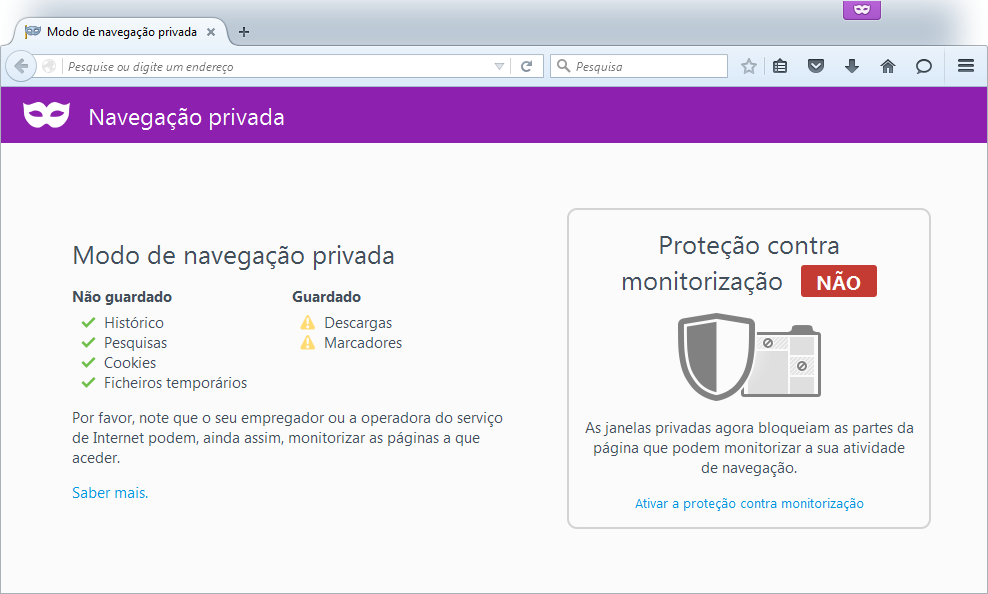 Modo de navegação privada
Pesquise ou digite um endereço
Pesquisa
Navegação privada
Modo de navegação privada
Não guardado
Histórico
Pesquisas
Cookies
Ficheiros temporários
Guardado
Descargas
Marcadores
Por favor, note que o seu empregador ou a operadora do serviço
de Internet podem, ainda assim, monitorizar as páginas a que
aceder.
Saber mais.
Proteção contra
monitorização NÃO
As janelas privadas agora bloqueiam as partes da
página que podem monitorizar a sua atividade
de navegação.
Ativar a proteção contra monitorização